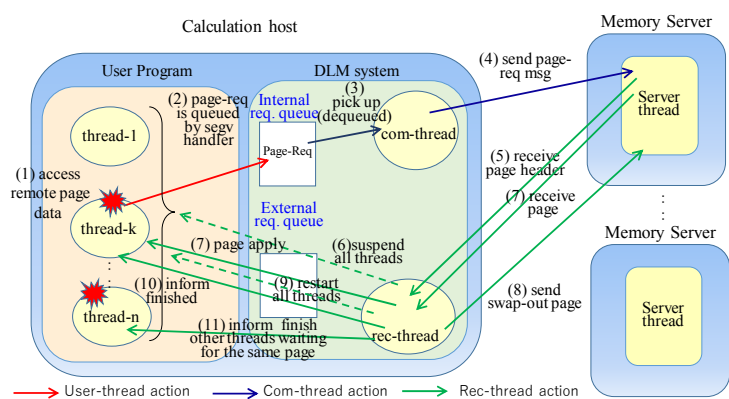 Calculation host
Memory Server
User Program
DLM system
(4) send page-
req msg
(3)
pick up
(dequeued)
(2) page-req
is queued
by segv
handler
Internal
req. queue
Server
thread
thread-1
Page-Req
com-thread
(1) access
remote page
data
(5) receive
page header
(7) receive
page
External
req. queue
thread-k
(6)suspend
all threads
(7) page apply
Memory Server
(10) inform
finished
(9) restart
all threads
(8) send
swap-out page
Server
thread
thread-n
(11) inform finish
other threads waiting
for the same page
rec-thread
User-thread action
Com-thread action
Rec-thread action